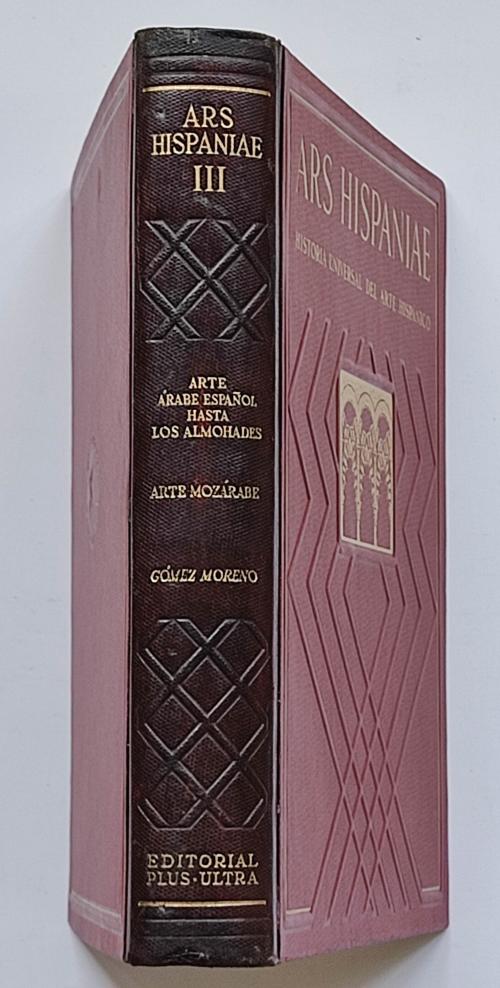 ARS
HISPANIAE
III
ARTE
ÁRABE ESPAÑOL
HASTA
LOS ALMOHADES
ARTE MOZÁRABE
GÓMEZ MORENO
EDITORIAL
PLUS·ULTRA
ARS HISPANIAE
HISTORIA UNIVERSAL DEL ARTE HISPANICO